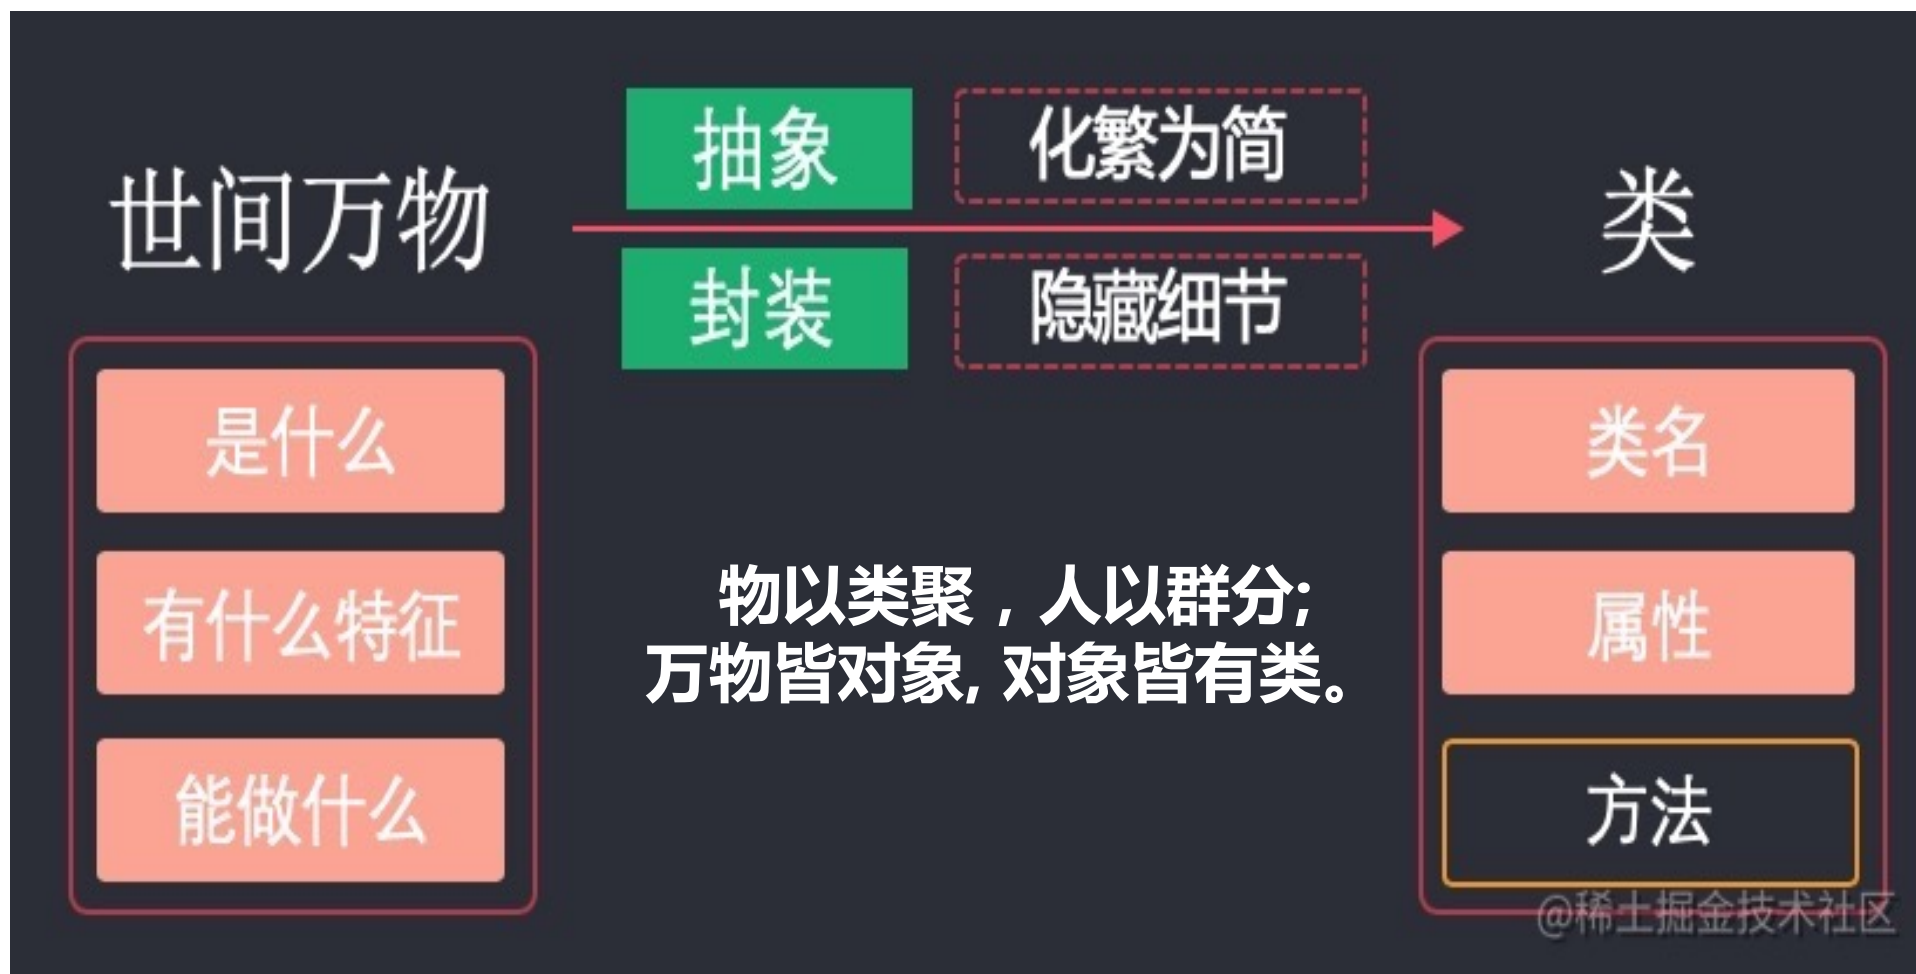 世间万物
抽象
化繁为简
封装
隐藏细节
类
是什么
有什么特征
能做什么
物以类聚，人以群分;
万物皆对象, 对象皆有类。
类名
属性
方法
@稀土掘金技术社区